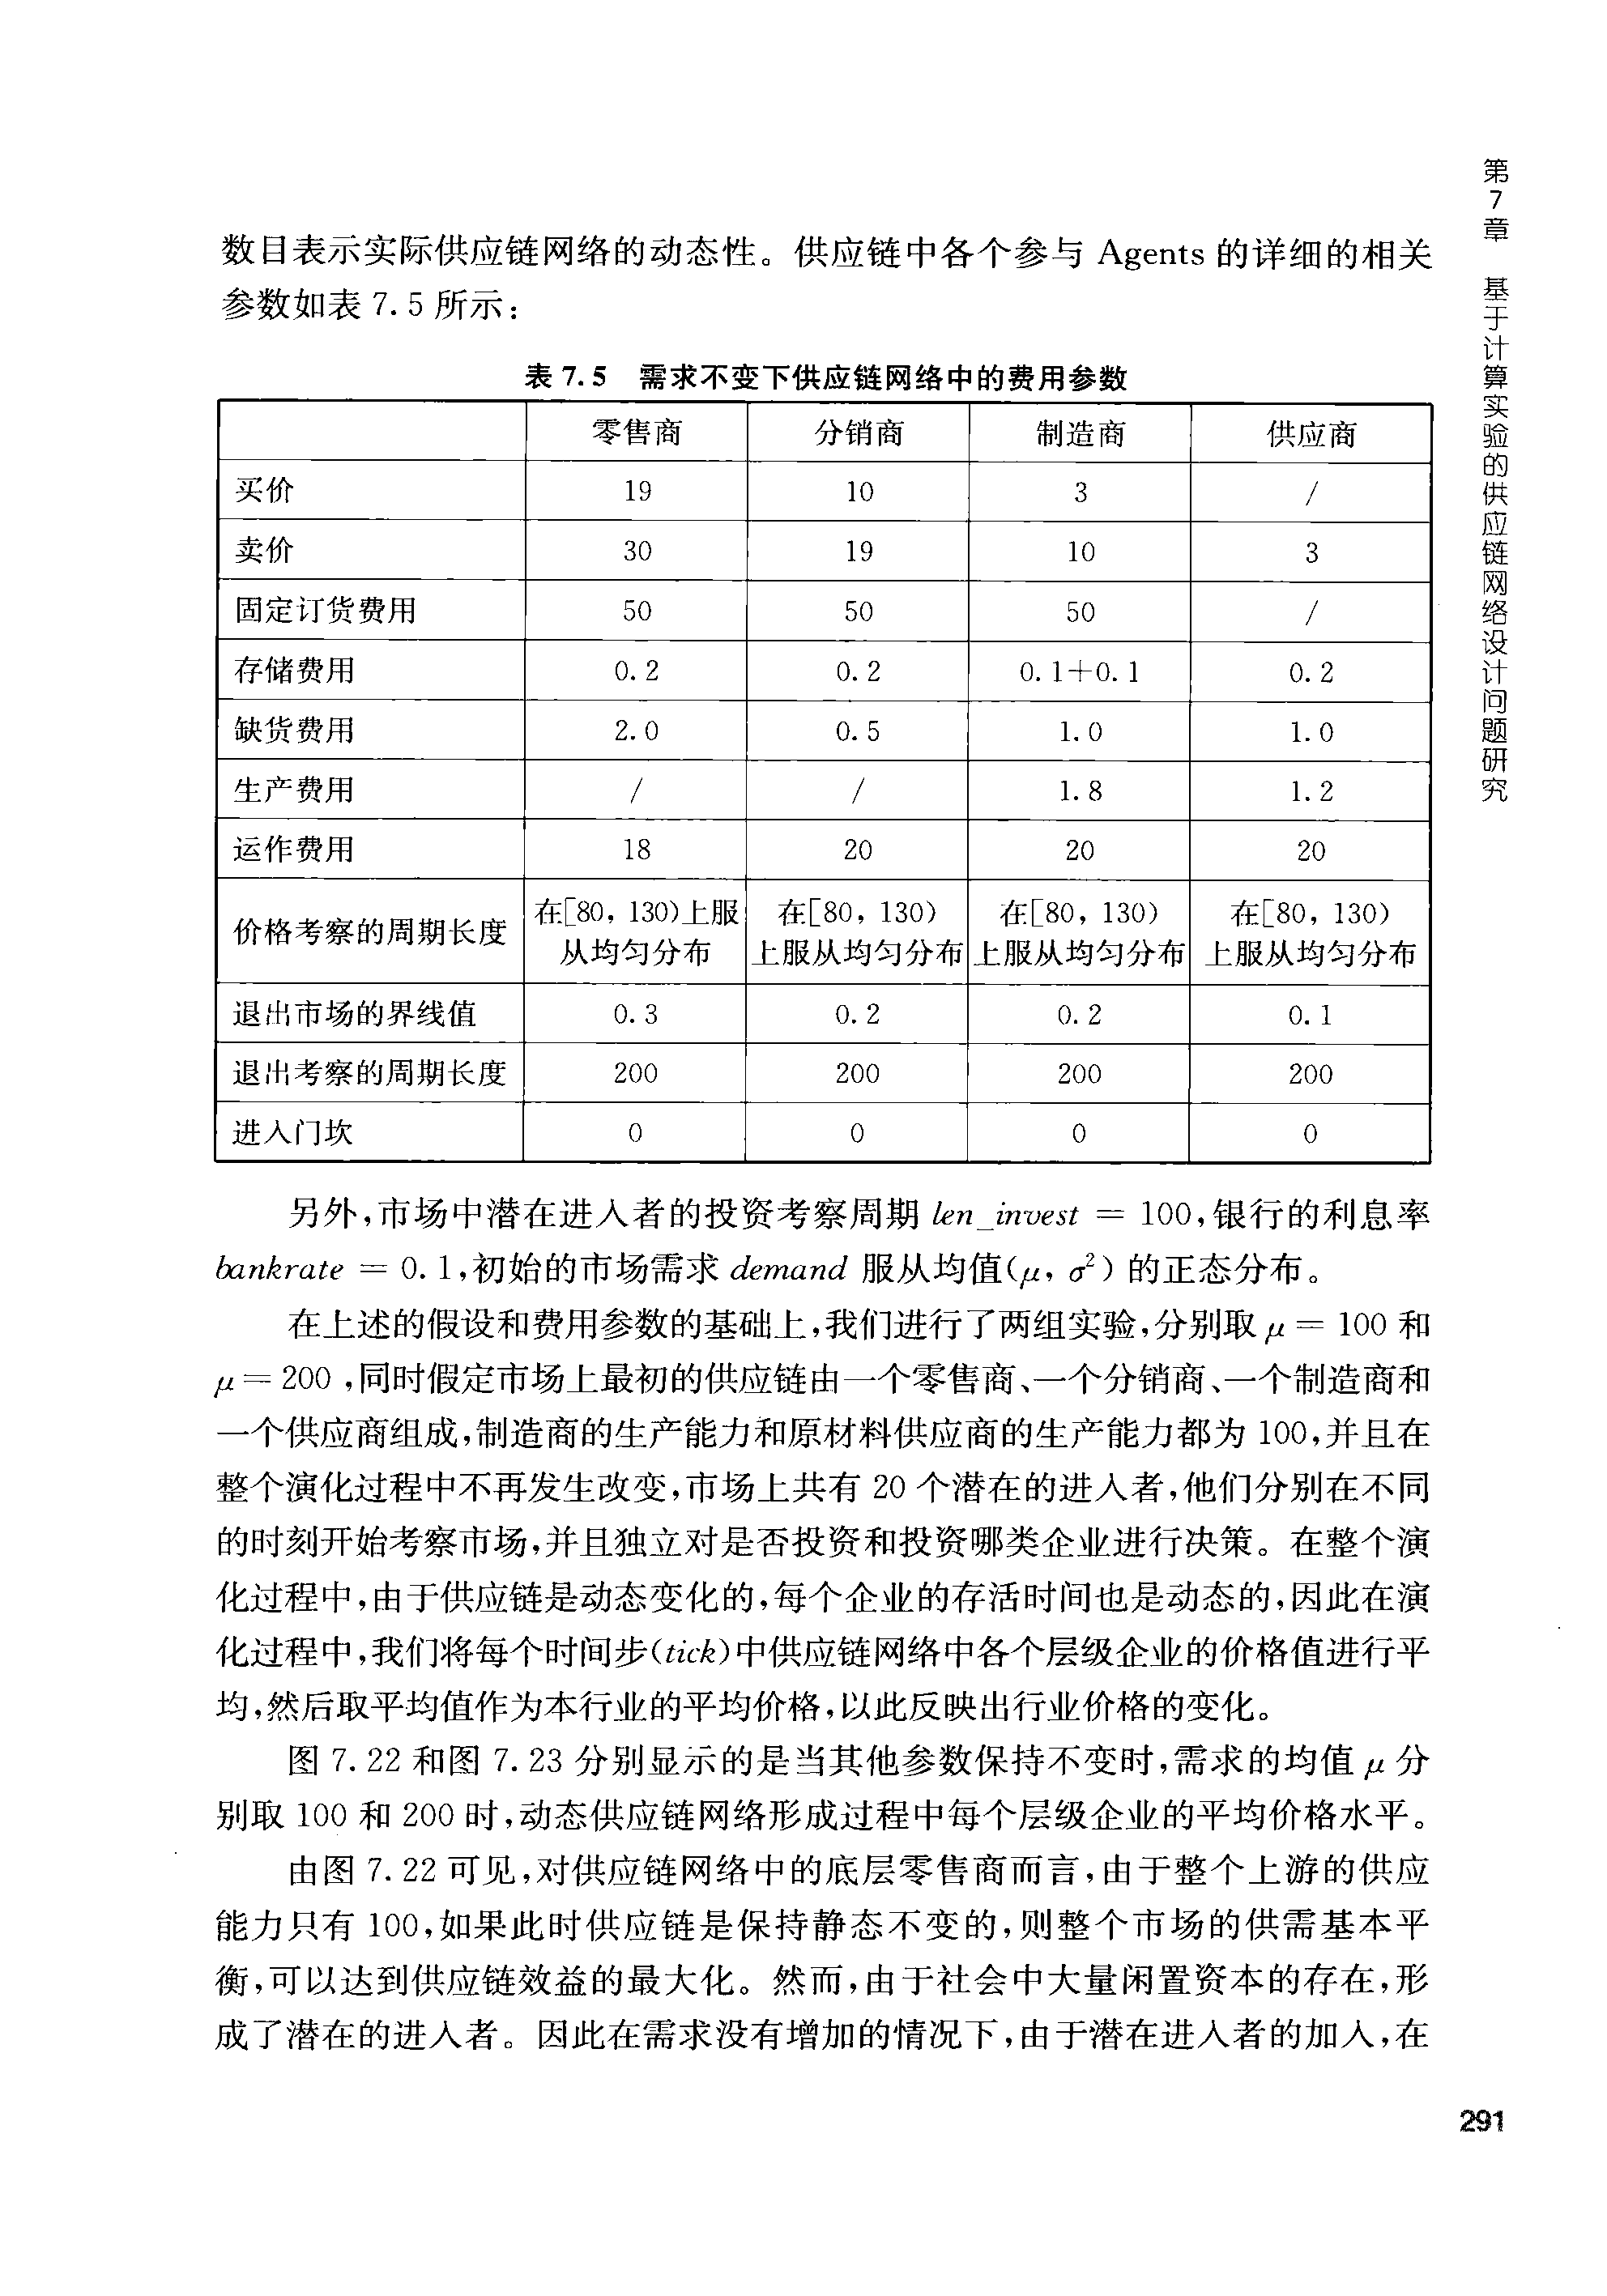 第7章 基于计算实验的供应链网络设计问题研究
数目表示实际供应链网络的动态性。供应链中各个参与 Agents 的详细的相关
参数如表 7.5 所示：
表 7.5 需求不变下供应链网络中的费用参数
零售商 分销商 制造商 供应商
买价 19 10 3 /
卖价 30 19 10 3
固定订货费用 50 50 50 /
存储费用 0.2 0.2 0.1+0.1 0.2
缺货费用 2.0 0.5 1.0 1.0
生产费用 / / 1.8 1.2
运作费用 18 20 20 20
价格考察的周期长度 在[80，130)上服从均匀分布 在[80，130)上服从均匀分布 在[80，130)上服从均匀分布 在[80，130)上服从均匀分布
退出市场的界线值 0.3 0.2 0.2 0.1
退出考察的周期长度 200 200 200 200
进入门坎 0 0 0 0
另外，市场中潜在进入者的投资考察周期 len_invest = 100，银行的利息率
bankrate = 0.1，初始的市场需求 demand 服从均值(μ，σ²) 的正态分布。
在上述的假设和费用参数的基础上，我们进行了两组实验，分别取 μ = 100 和
μ = 200 ，同时假定市场上最初的供应链由一个零售商、一个分销商、一个制造商和
一个供应商组成，制造商的生产能力和原材料供应商的生产能力都为 100，并且在
整个演化过程中不再发生改变，市场上共有 20 个潜在的进入者，他们分别在不同
的时刻开始考察市场，并且独立对是否投资和投资哪类企业进行决策。在整个演
化过程中，由于供应链是动态变化的，每个企业的存活时间也是动态的，因此在演
化过程中，我们将每个时间步(tick)中供应链网络中各个层级企业的价格值进行平
均，然后取平均值作为本行业的平均价格，以此反映出行业价格的变化。
图 7.22 和图 7.23 分别显示的是当其他参数保持不变时，需求的均值 μ 分
别取 100 和 200 时，动态供应链网络形成过程中每个层级企业的平均价格水平。
由图 7.22 可见，对供应链网络中的底层零售商而言，由于整个上游的供应
能力只有 100，如果此时供应链是保持静态不变的，则整个市场的供需基本平
衡，可以达到供应链效益的最大化。然而，由于社会中大量闲置资本的存在，形
成了潜在的进入者。因此在需求没有增加的情况下，由于潜在进入者的加入，在
291